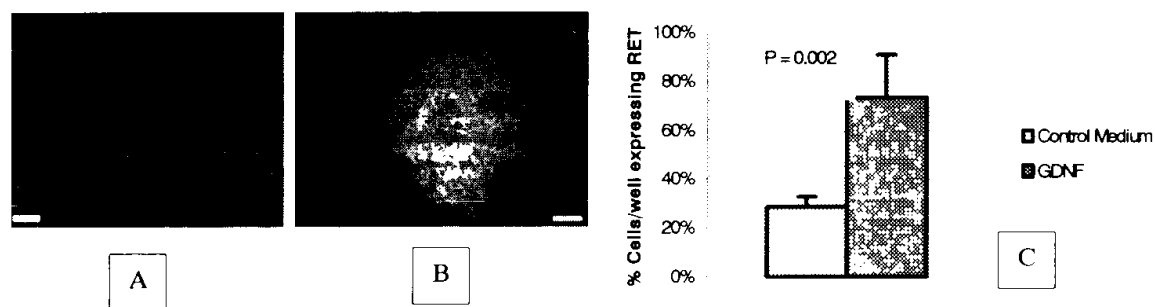 A
B
% Cells/well expressing RET
100%
80%
60%
40%
20%
0%
P = 0.002
Control Medium
GDNF
C